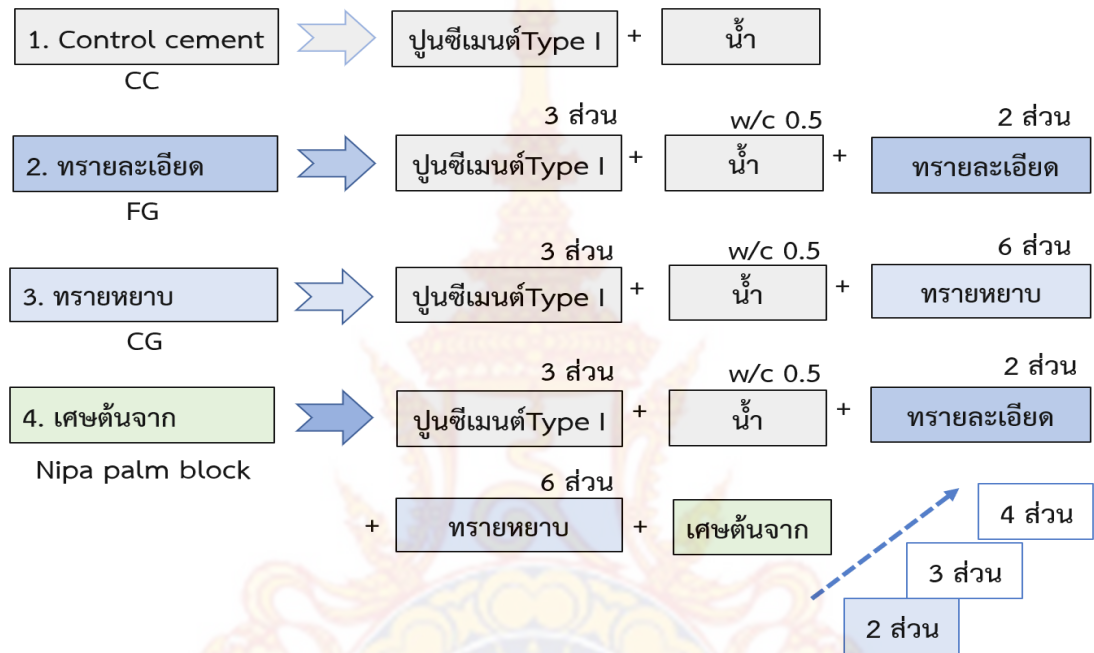 1. Control cement ปูนซีเมนต์Type I + น้ำ
CC
3 ส่วน w/c 0.5 2 ส่วน
2. ทรายละเอียด ปูนซีเมนต์Type I + น้ำ + ทรายละเอียด
FG
3 ส่วน w/c 0.5 6 ส่วน
3. ทรายหยาบ ปูนซีเมนต์Type I + น้ำ + ทรายหยาบ
CG
3 ส่วน w/c 0.5 2 ส่วน
4. เศษต้นจาก ปูนซีเมนต์Type I + น้ำ + ทรายละเอียด
Nipa palm block
6 ส่วน
+ ทรายหยาบ + เศษต้นจาก
4 ส่วน
3 ส่วน
2 ส่วน